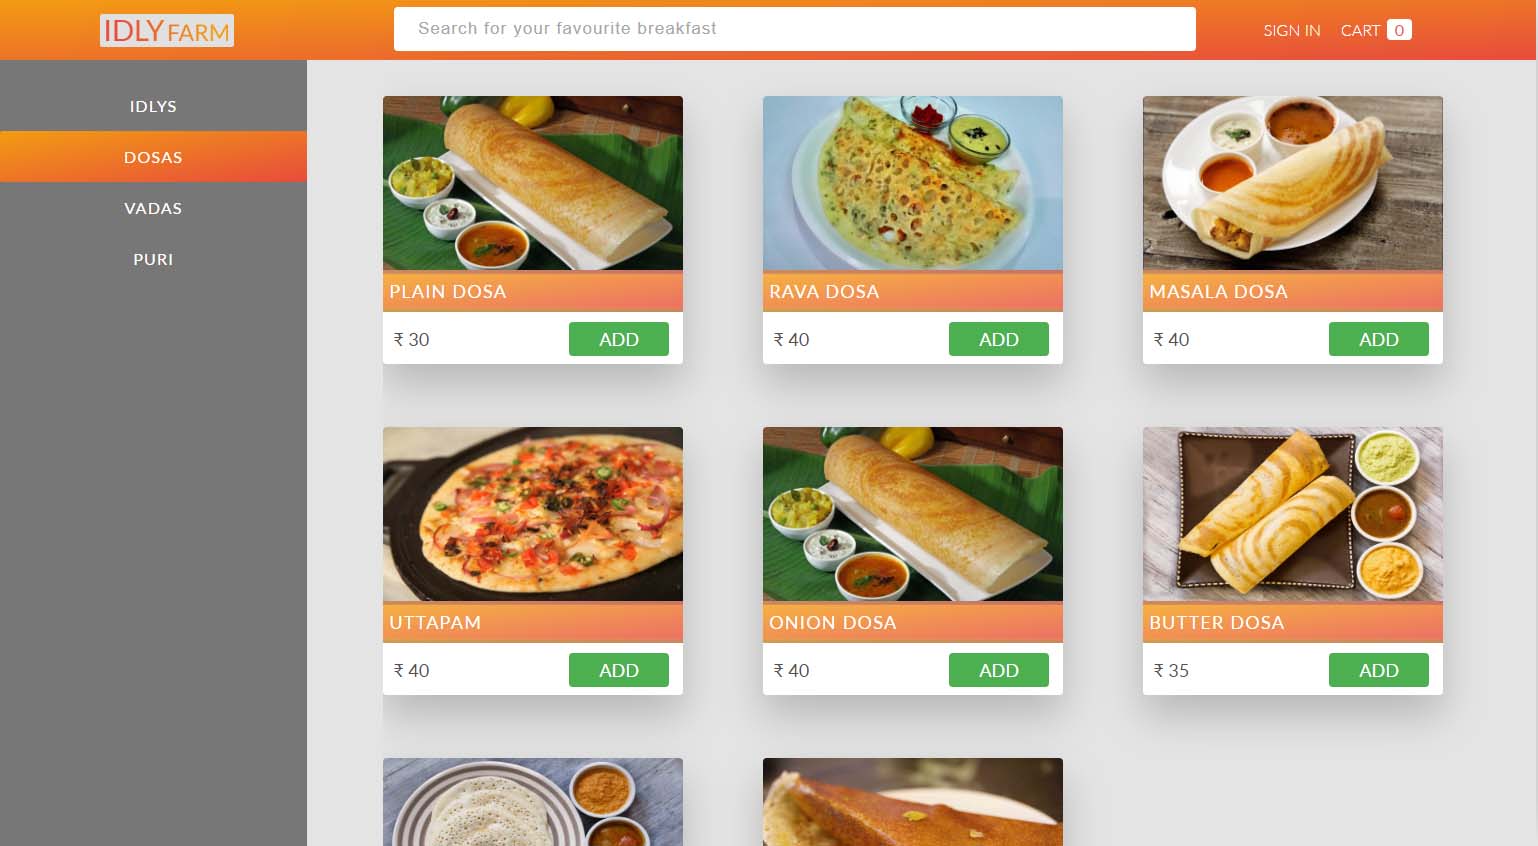 IDLY FARM
Search for your favourite breakfast
SIGN IN
CART 0
IDLYS
DOSAS
VADAS
PURI
PLAIN DOSA
₹ 30 ADD
RAVA DOSA
₹ 40 ADD
MASALA DOSA
₹ 40 ADD
UTTAPAM
₹ 40 ADD
ONION DOSA
₹ 40 ADD
BUTTER DOSA
₹ 35 ADD